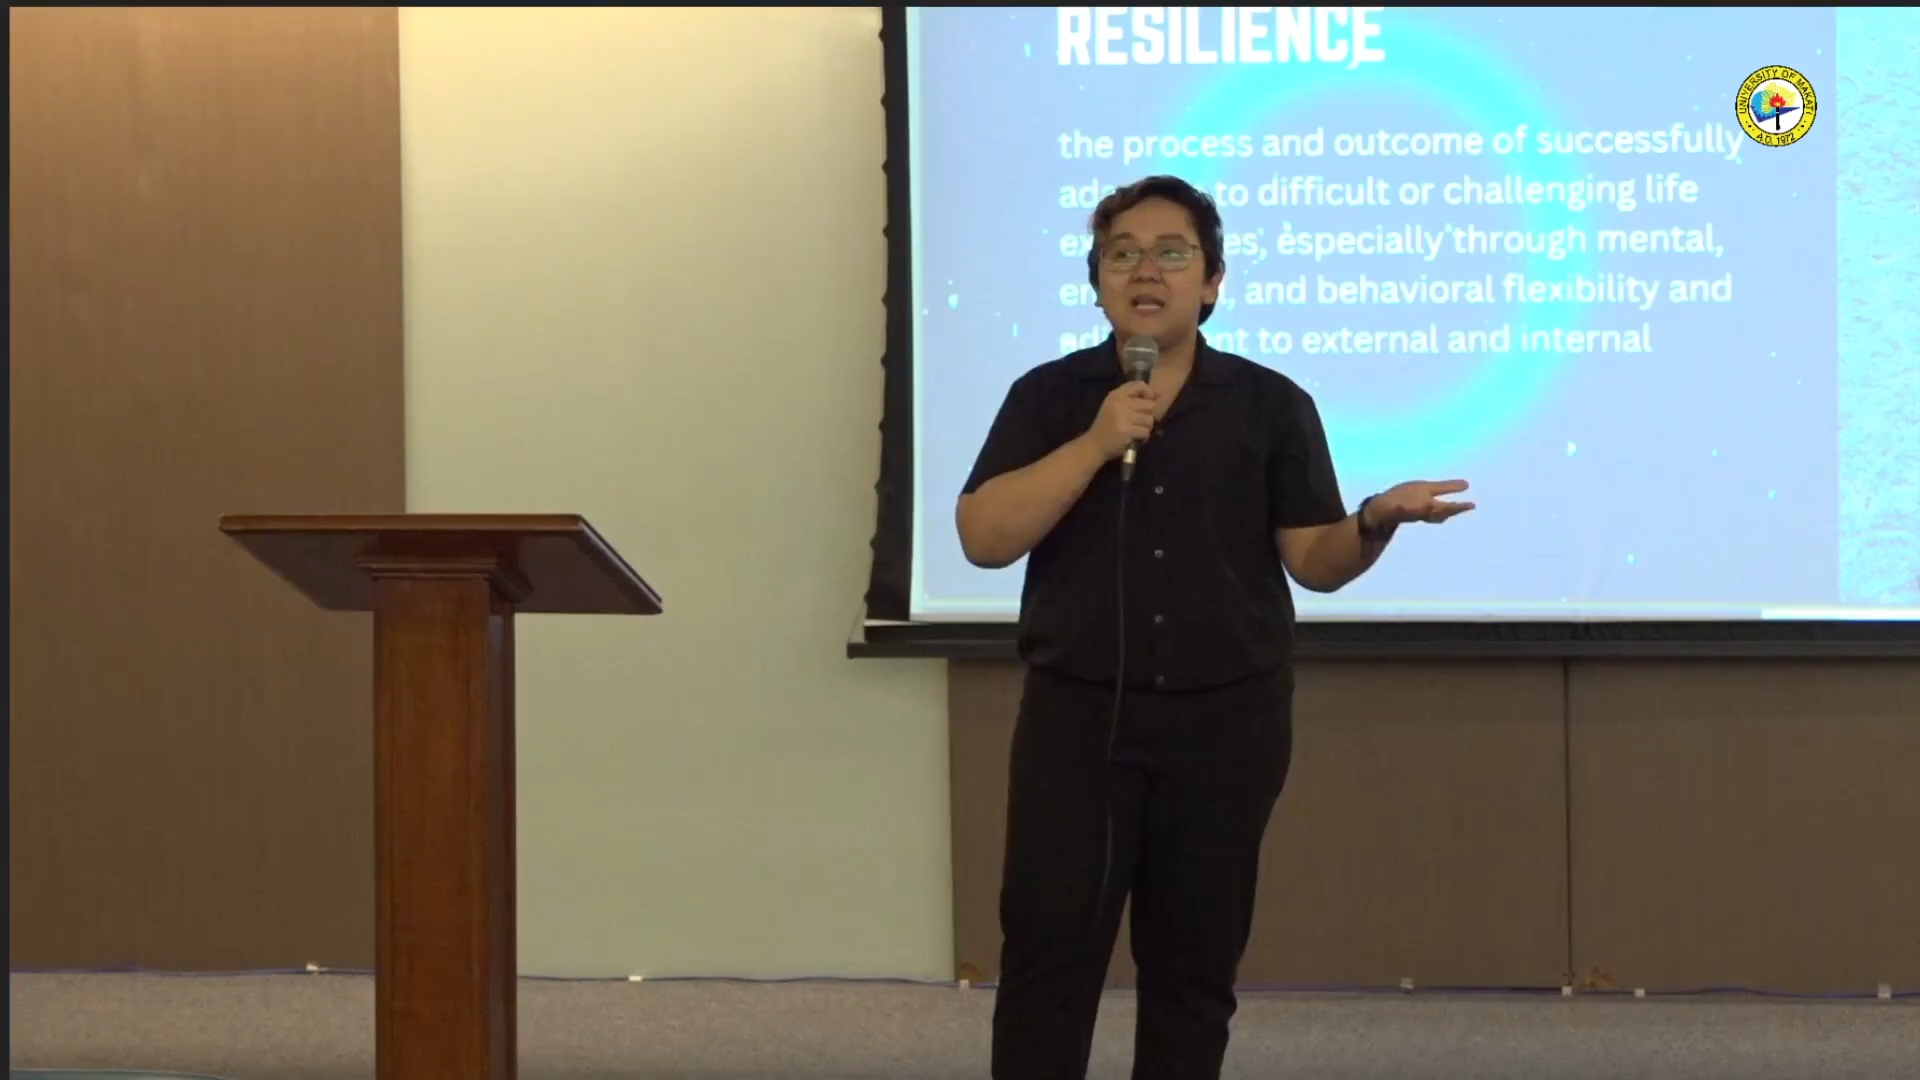 RESILIENCE
the process and outcome of successfully
to difficult or challenging life
especially through mental,
and behavioral flexibility and
to external and internal
UNIVERSITY OF MAKATI
A.D. 1972